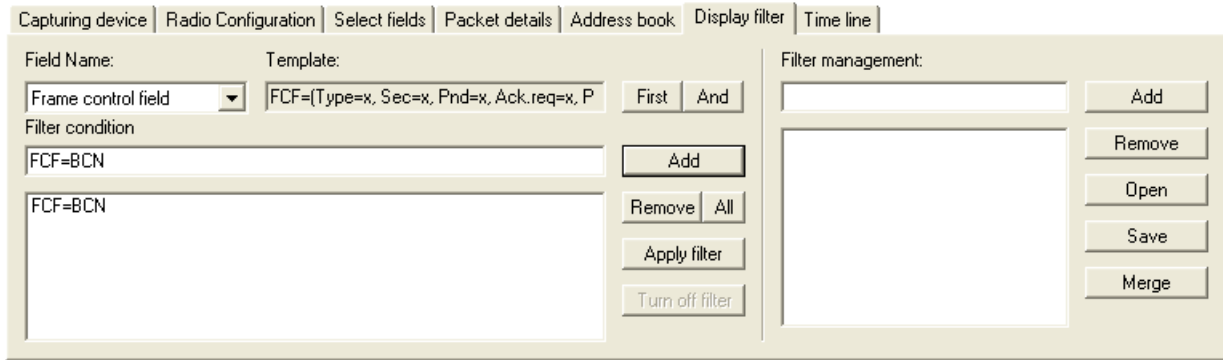 Capturing device Radio Configuration Select fields Packet details Address book Display filter Time line
Field Name: Template: Filter management:
Frame control field FCF=(Type=x, Sec=x, Pnd=x, Ack.req=x, P First And Add
Filter condition
FCF=BCN Add Remove
FCF=BCN Remove All Open
Apply filter Save
Turn off filter Merge